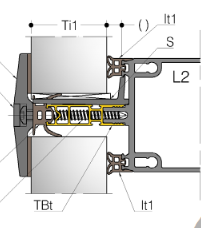 Ti1 ( ) It1
S
L2
TBt It1